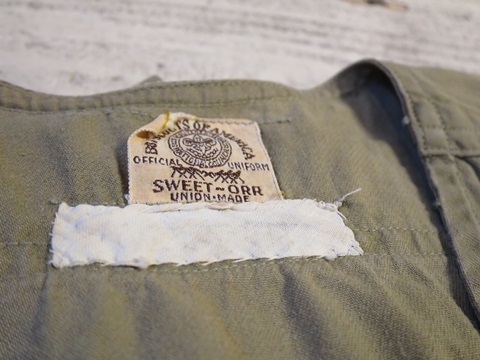 BOY SCOUTS OF AMERICA
OFFICIAL UNIFORM
SWEET~ORR
UNION·MADE